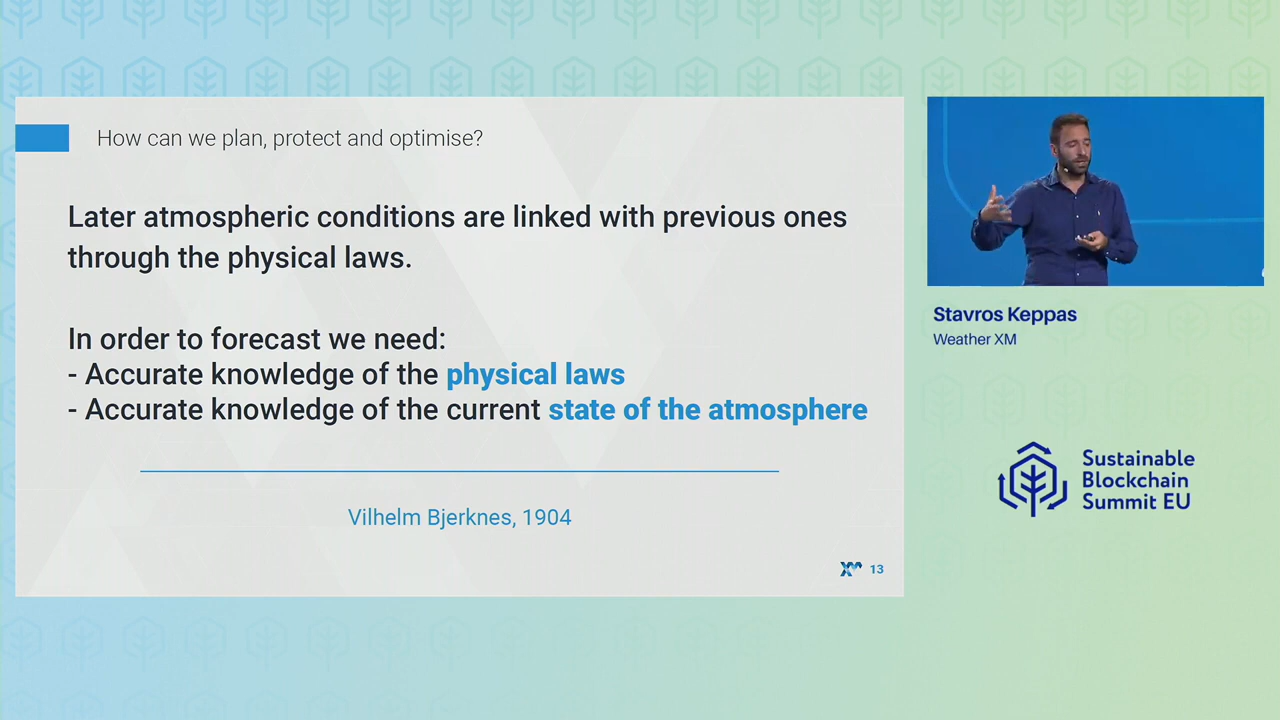 How can we plan, protect and optimise?
Later atmospheric conditions are linked with previous ones
through the physical laws.
In order to forecast we need:
- Accurate knowledge of the physical laws
- Accurate knowledge of the current state of the atmosphere
Vilhelm Bjerknes, 1904
XM 13
Stavros Keppas
Weather XM
Sustainable
Blockchain
Summit EU